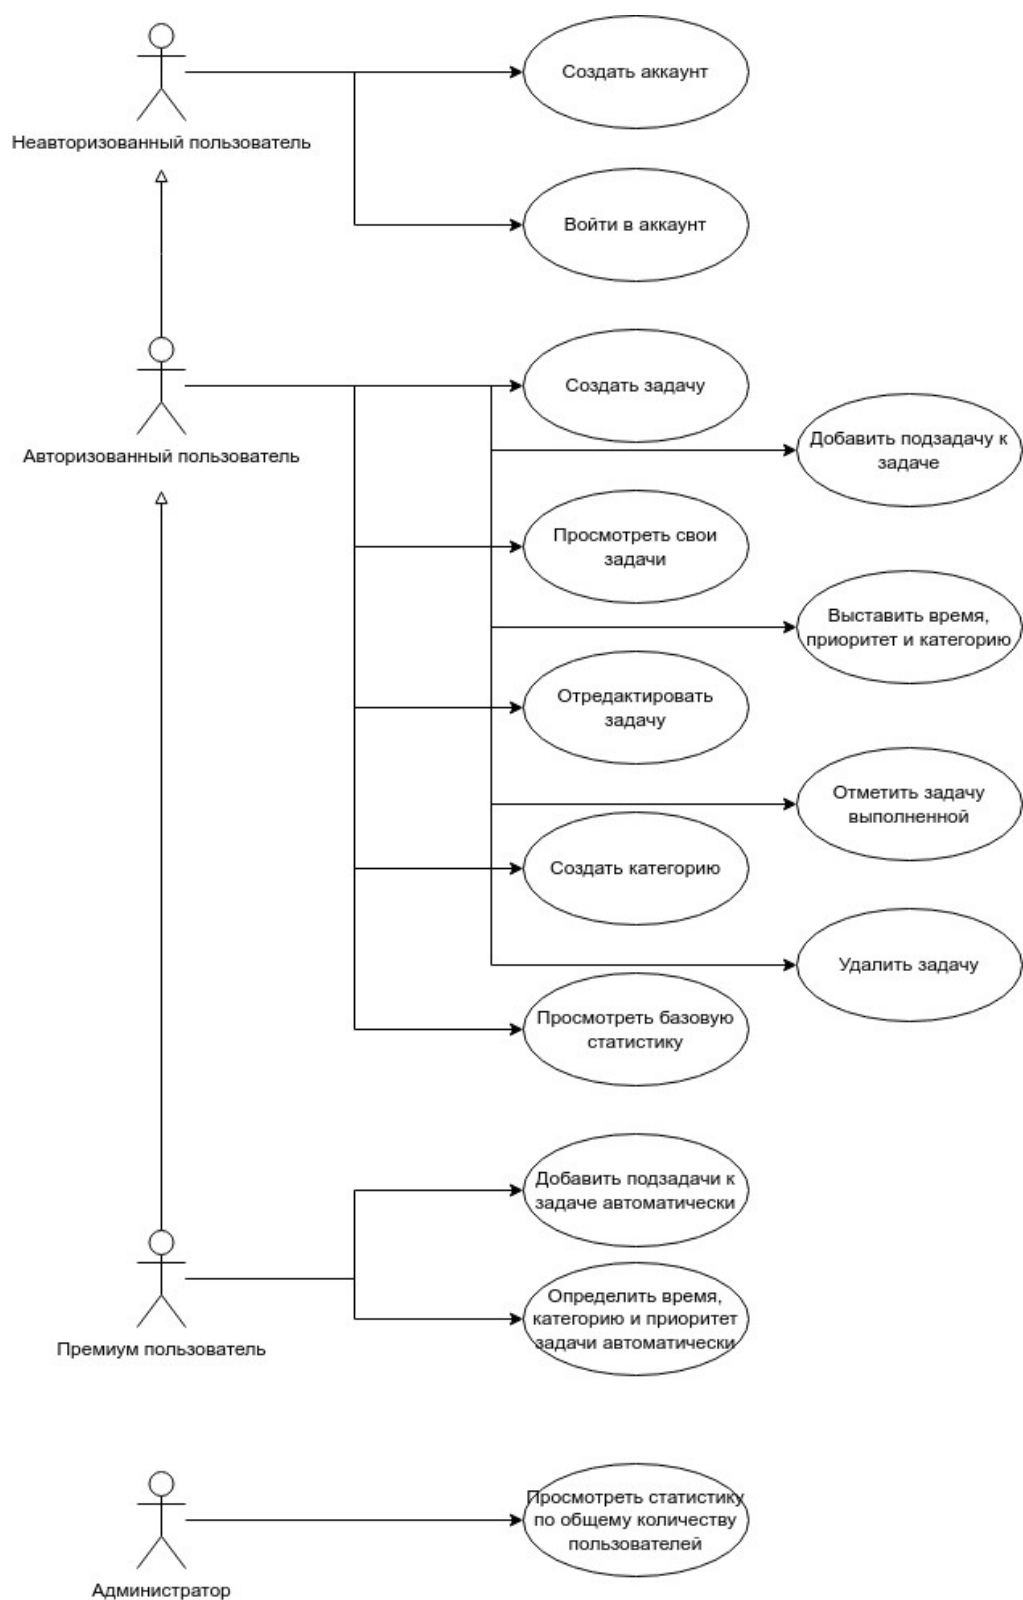 Создать аккаунт
Неавторизованный пользователь
Войти в аккаунт
Создать задачу
Добавить подзадачу к
задаче
Авторизованный пользователь
Просмотреть свои
задачи
Выставить время,
приоритет и категорию
Отредактировать
задачу
Отметить задачу
выполненной
Создать категорию
Удалить задачу
Просмотреть базовую
статистику
Добавить подзадачи к
задаче автоматически
Определить время,
категорию и приоритет
задачи автоматически
Премиум пользователь
Просмотреть статистику
по общему количеству
пользователей
Администратор